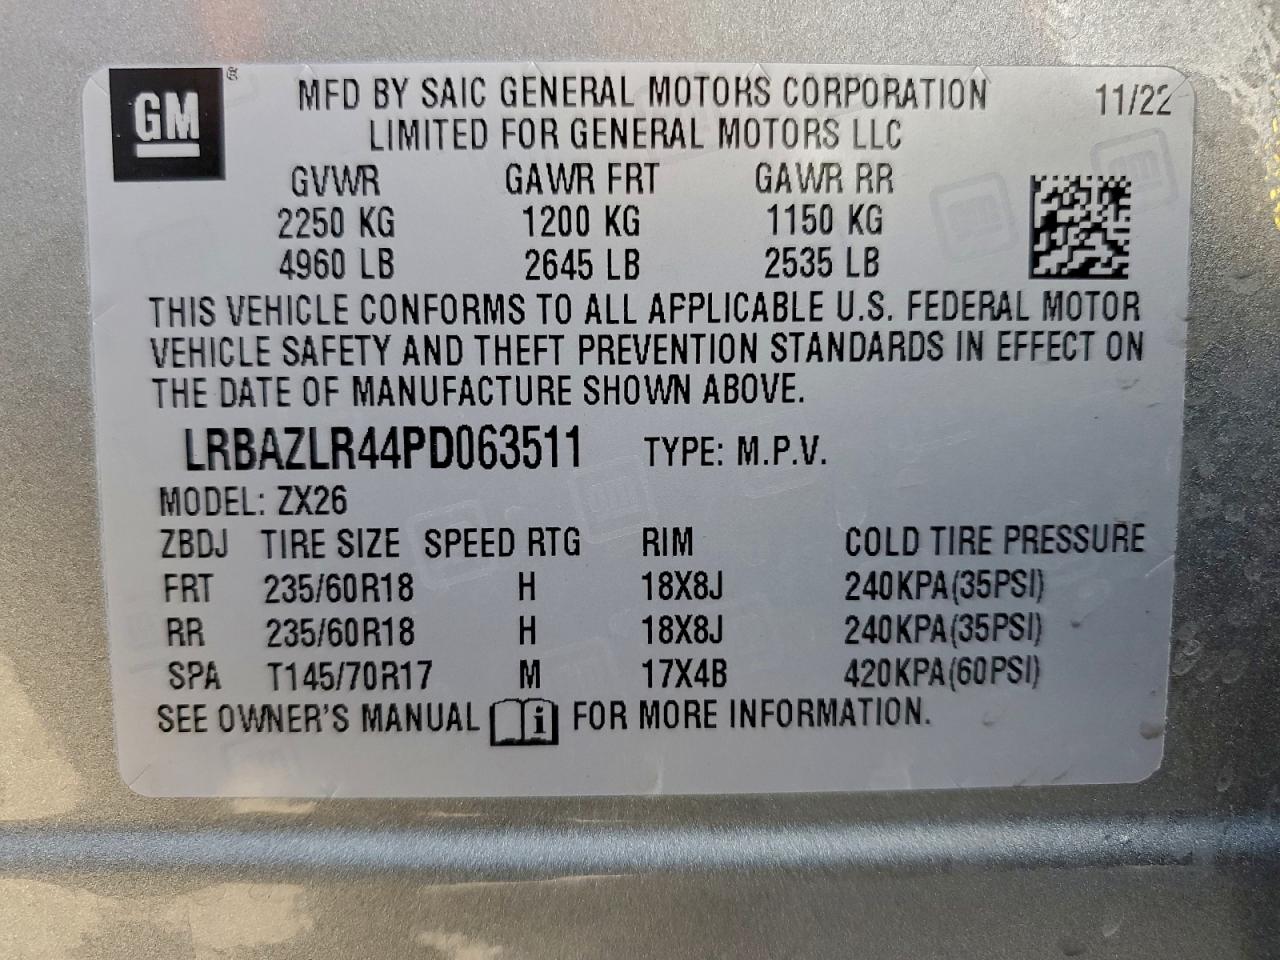 GM ®
MFD BY SAIC GENERAL MOTORS CORPORATION 11/22
LIMITED FOR GENERAL MOTORS LLC
GVWR GAWR FRT GAWR RR
2250 KG 1200 KG 1150 KG
4960 LB 2645 LB 2535 LB
THIS VEHICLE CONFORMS TO ALL APPLICABLE U.S. FEDERAL MOTOR
VEHICLE SAFETY AND THEFT PREVENTION STANDARDS IN EFFECT ON
THE DATE OF MANUFACTURE SHOWN ABOVE.
LRBAZLR44PD063511 TYPE: M.P.V.
MODEL: ZX26
ZBDJ TIRE SIZE SPEED RTG RIM COLD TIRE PRESSURE
FRT 235/60R18 H 18X8J 240KPA(35PSI)
RR 235/60R18 H 18X8J 240KPA(35PSI)
SPA T145/70R17 M 17X4B 420KPA(60PSI)
SEE OWNER'S MANUAL i FOR MORE INFORMATION.